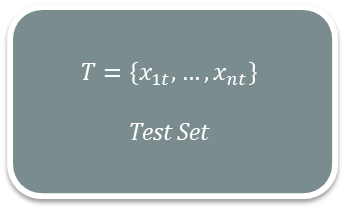 T = {x₁ₜ, … , xₙₜ}
Test Set